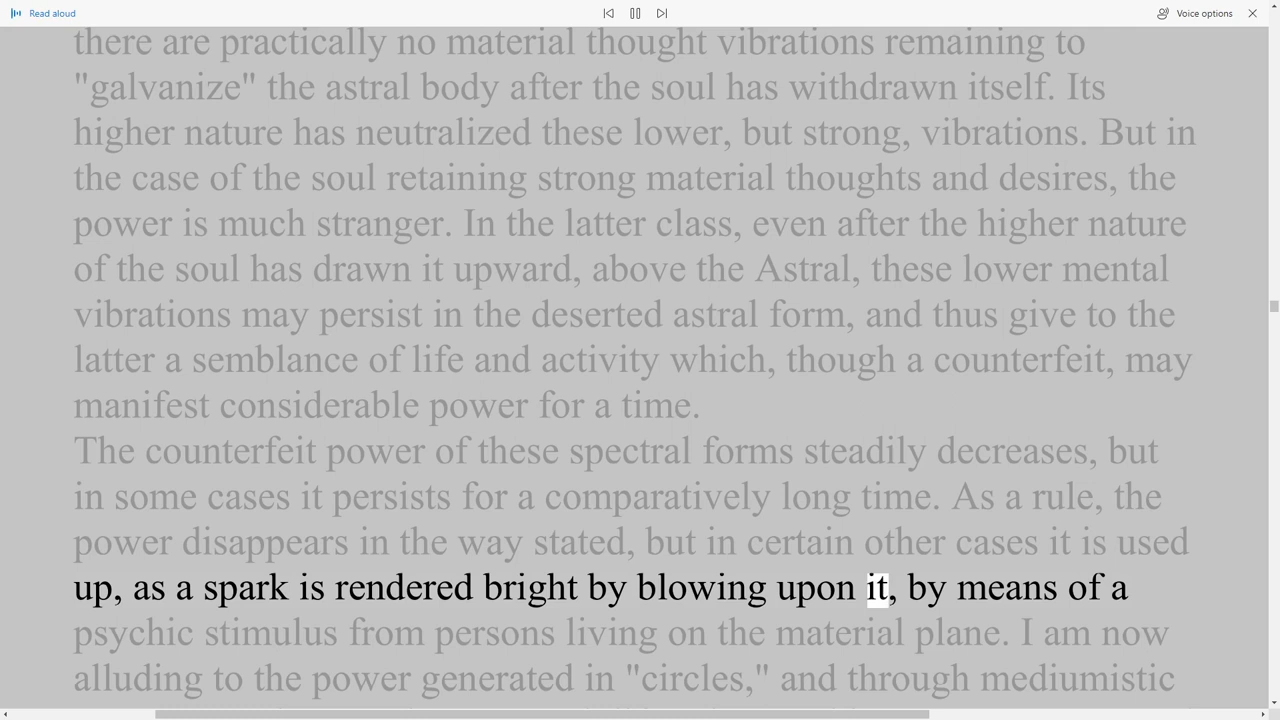 Read aloud
Voice options
there are practically no material thought vibrations remaining to
"galvanize" the astral body after the soul has withdrawn itself. Its
higher nature has neutralized these lower, but strong, vibrations. But in
the case of the soul retaining strong material thoughts and desires, the
power is much stranger. In the latter class, even after the higher nature
of the soul has drawn it upward, above the Astral, these lower mental
vibrations may persist in the deserted astral form, and thus give to the
latter a semblance of life and activity which, though a counterfeit, may
manifest considerable power for a time.
The counterfeit power of these spectral forms steadily decreases, but
in some cases it persists for a comparatively long time. As a rule, the
power disappears in the way stated, but in certain other cases it is used
up, as a spark is rendered bright by blowing upon it, by means of a
psychic stimulus from persons living on the material plane. I am now
alluding to the power generated in "circles," and through mediumistic